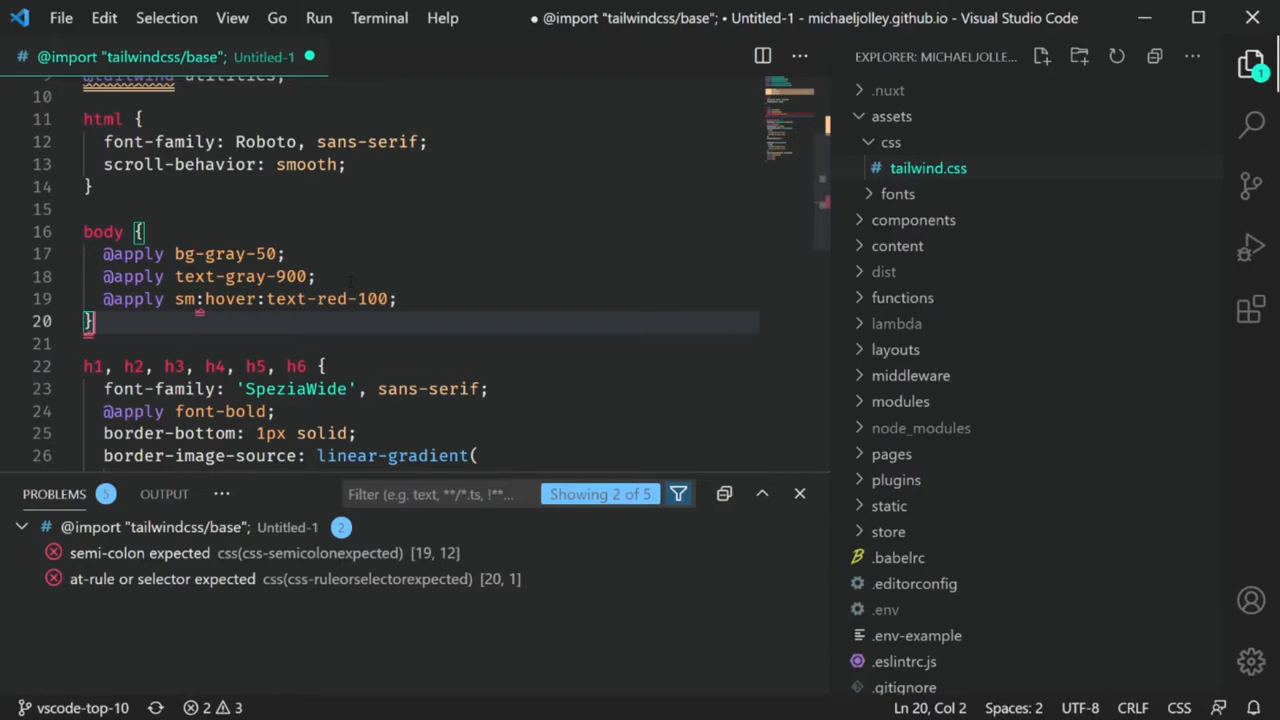 File Edit Selection View Go Run Terminal Help ● @import "tailwindcss/base"; • Untitled-1 - michaeljolley.github.io - Visual Studio Code
# @import "tailwindcss/base"; Untitled-1
EXPLORER: MICHAELJOLLE...
9 @tailwind utilities;
10
11 html {
12 font-family: Roboto, sans-serif;
13 scroll-behavior: smooth;
14 }
15
16 body {
17 @apply bg-gray-50;
18 @apply text-gray-900;
19 @apply sm:hover:text-red-100;
20 }
21
22 h1, h2, h3, h4, h5, h6 {
23 font-family: 'SpeziaWide', sans-serif;
24 @apply font-bold;
25 border-bottom: 1px solid;
26 border-image-source: linear-gradient(
PROBLEMS 5 OUTPUT ... Filter (e.g. text, **/*.ts, !**... Showing 2 of 5
# @import "tailwindcss/base"; Untitled-1 2
semi-colon expected css(css-semicolonexpected) [19, 12]
at-rule or selector expected css(css-ruleorselectorexpected) [20, 1]
.nuxt
assets
css
# tailwind.css
fonts
components
content
dist
functions
lambda
layouts
middleware
modules
node_modules
pages
plugins
static
store
.babelrc
.editorconfig
.env
.env-example
.eslintrc.js
.gitignore
1
vscode-top-10 2 3 Ln 20, Col 2 Spaces: 2 UTF-8 CRLF CSS